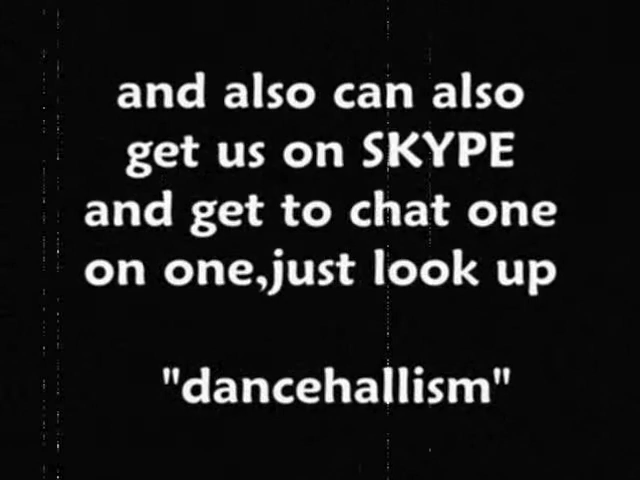 and also can also
get us on SKYPE
and get to chat one
on one,just look up
"dancehallism"